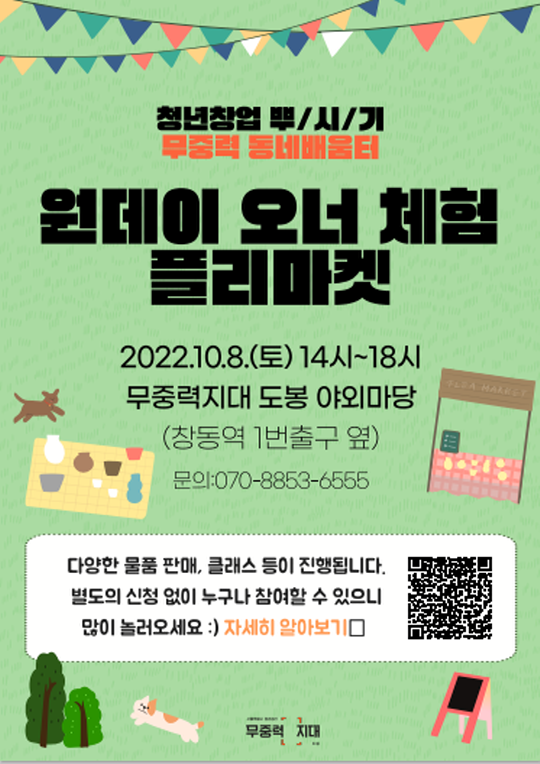 청년창업 뿌/시/기
무중력 동네배움터
원데이 오너 체험
플리마켓
2022.10.8.(토) 14시~18시
무중력지대 도봉 야외마당
(창동역 1번출구 옆)
문의:070-8853-6555
FLEA MARKET
다양한 물품 판매, 클래스 등이 진행됩니다.
별도의 신청 없이 누구나 참여할 수 있으니
많이 놀러오세요 :) 자세히 알아보기
무중력 지대